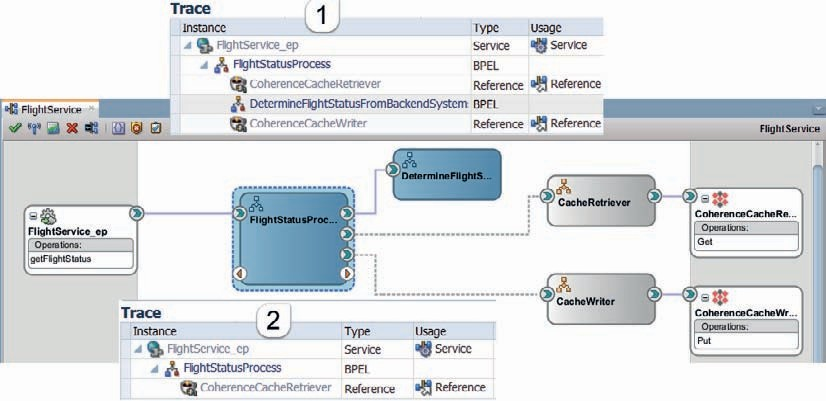 Trace
1
Instance Type Usage
FlightService_ep Service Service
FlightStatusProcess BPEL
CoherenceCacheRetriever Reference Reference
DetermineFlightStatusFromBackendSystem: BPEL
CoherenceCacheWriter Reference Reference
FlightService
FlightService
DetermineFlightS...
FlightService_ep
Operations:
getFlightStatus
FlightStatusProc...
CacheRetriever
CoherenceCacheRe...
Operations:
Get
CacheWriter
CoherenceCacheWr...
Operations:
Put
Trace
2
Instance Type Usage
FlightService_ep Service Service
FlightStatusProcess BPEL
CoherenceCacheRetriever Reference Reference